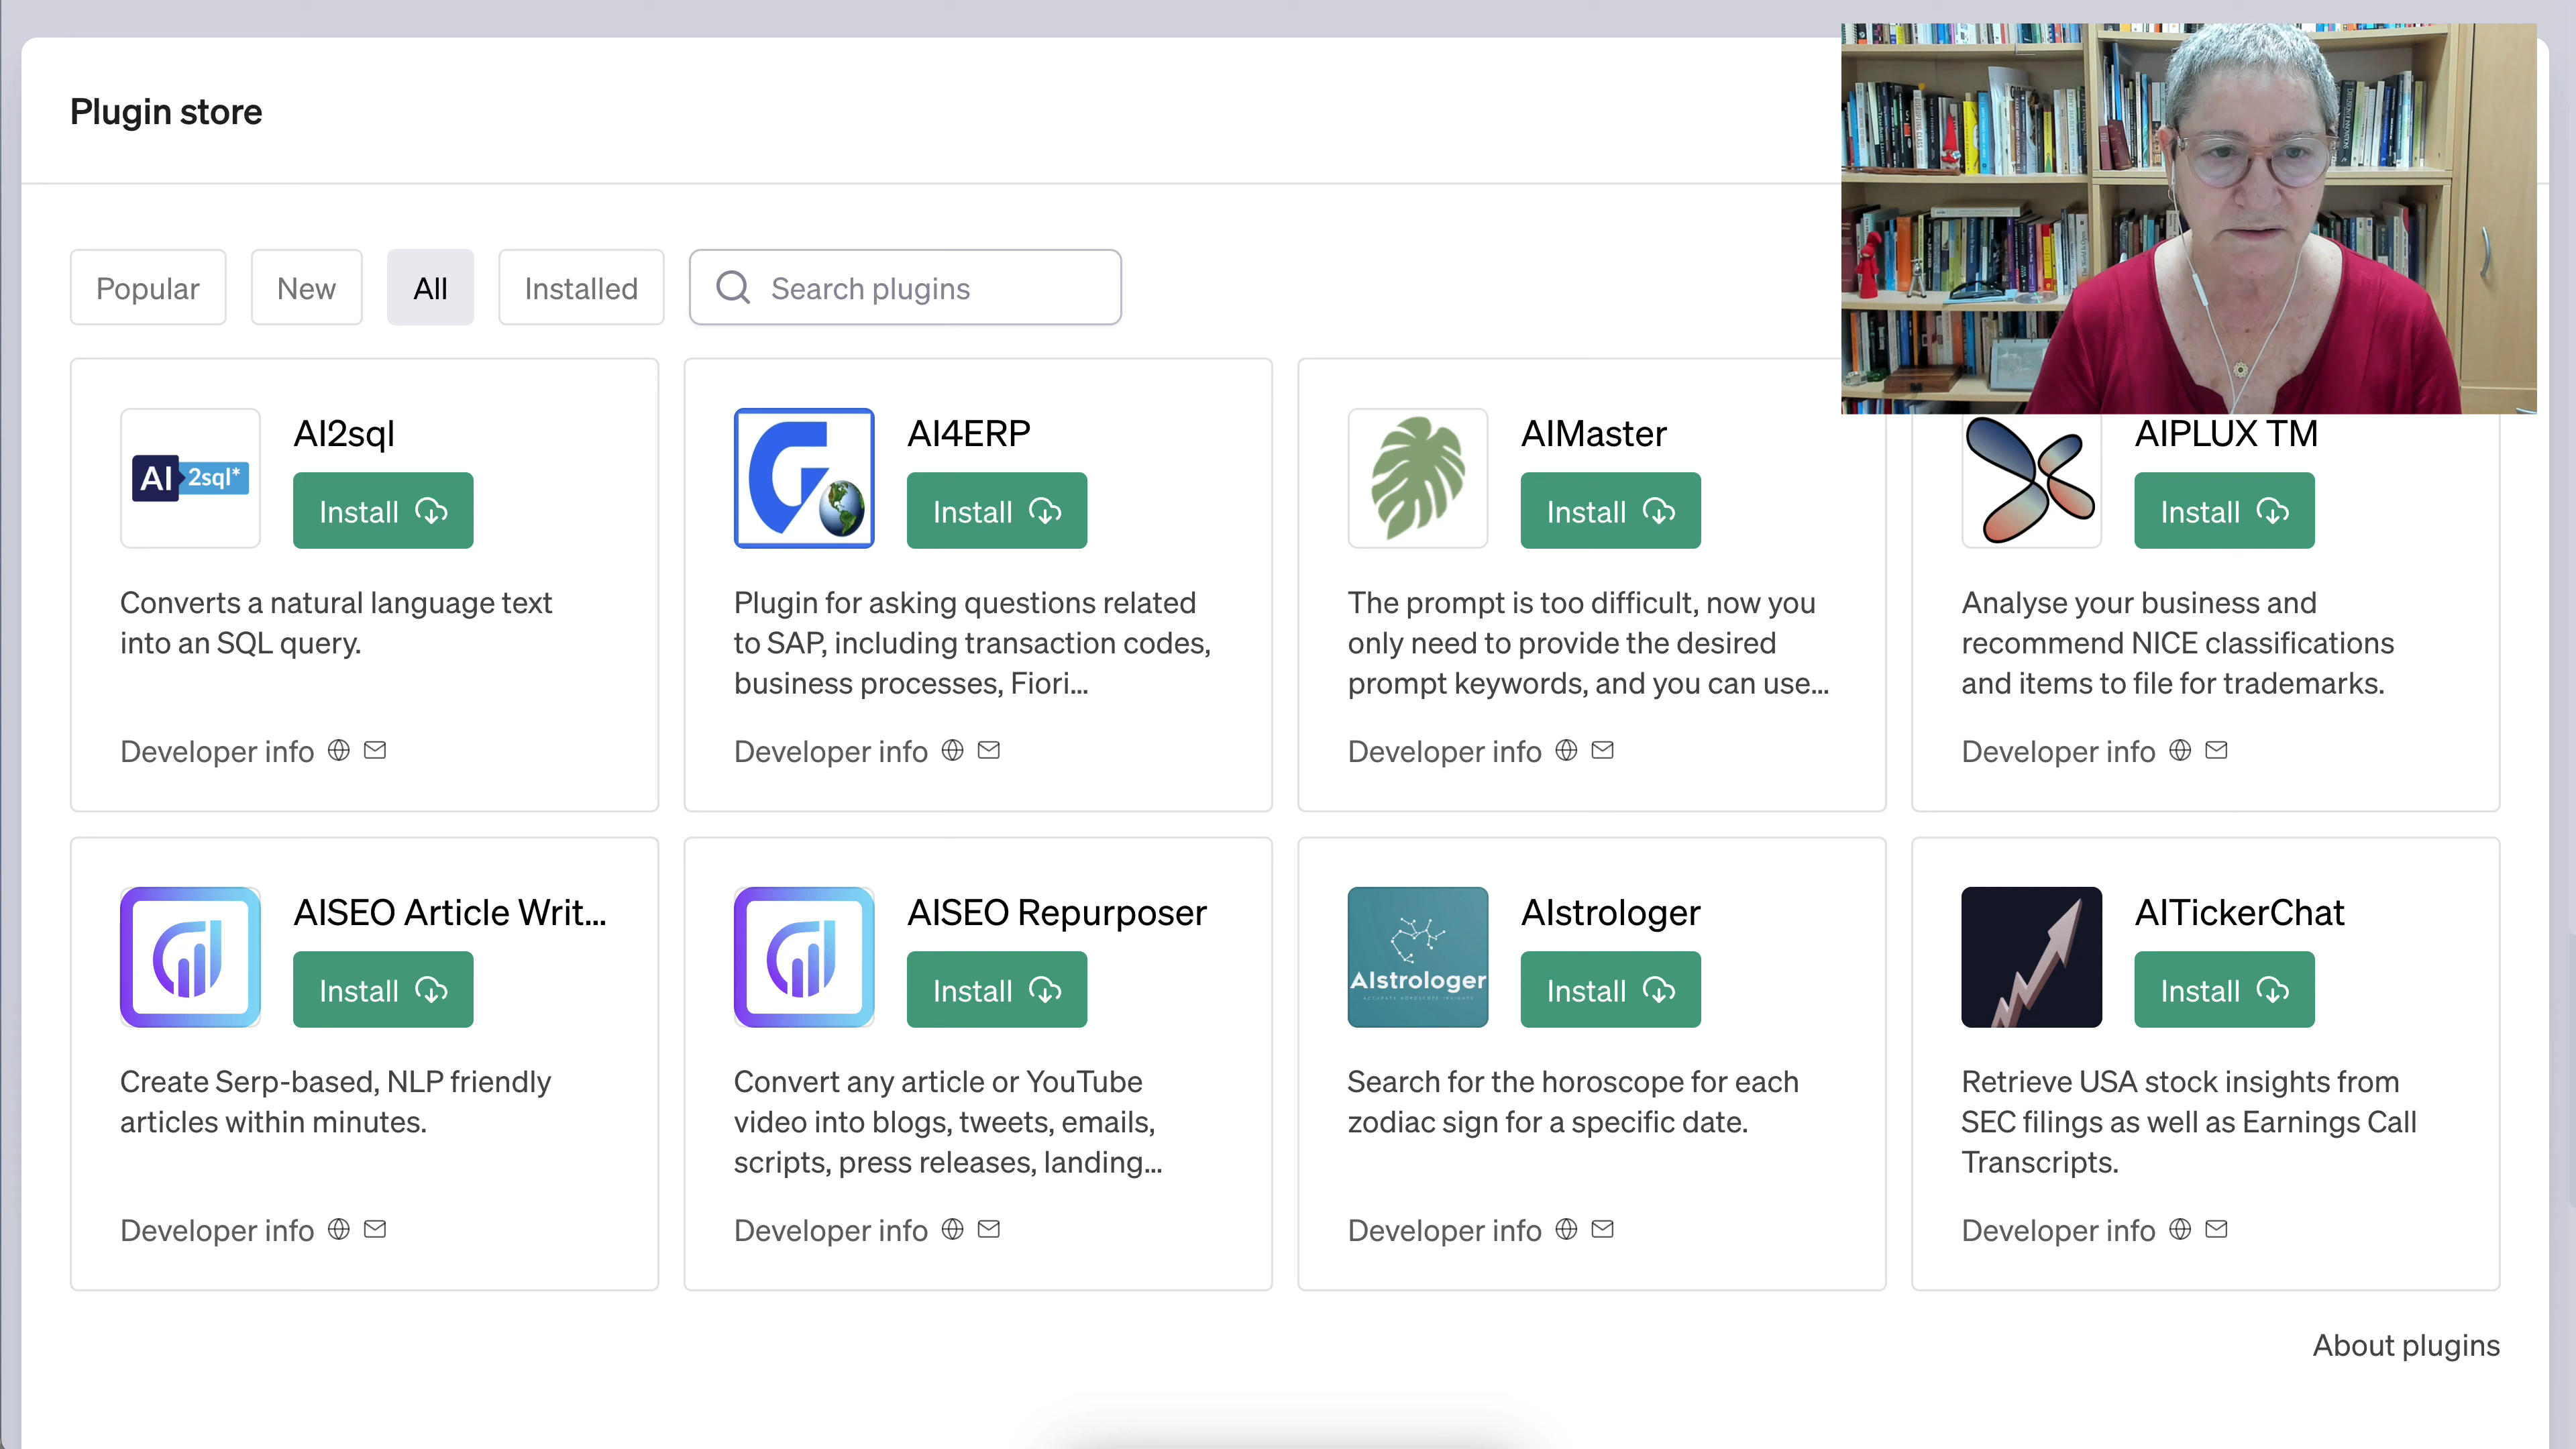 Plugin store
Popular
New
All
Installed
Search plugins
AI 2sql*
AI2sql
Install
Converts a natural language text
into an SQL query.
Developer info
AI4ERP
Install
Plugin for asking questions related
to SAP, including transaction codes,
business processes, Fiori...
Developer info
AIMaster
Install
The prompt is too difficult, now you
only need to provide the desired
prompt keywords, and you can use...
Developer info
AIPLUX TM
Install
Analyse your business and
recommend NICE classifications
and items to file for trademarks.
Developer info
AISEO Article Writ...
Install
Create Serp-based, NLP friendly
articles within minutes.
Developer info
AISEO Repurposer
Install
Convert any article or YouTube
video into blogs, tweets, emails,
scripts, press releases, landing...
Developer info
AIstrologer
ACCURATE HOROSCOPE INSIGHTS
AIstrologer
Install
Search for the horoscope for each
zodiac sign for a specific date.
Developer info
AITickerChat
Install
Retrieve USA stock insights from
SEC filings as well as Earnings Call
Transcripts.
Developer info
About plugins